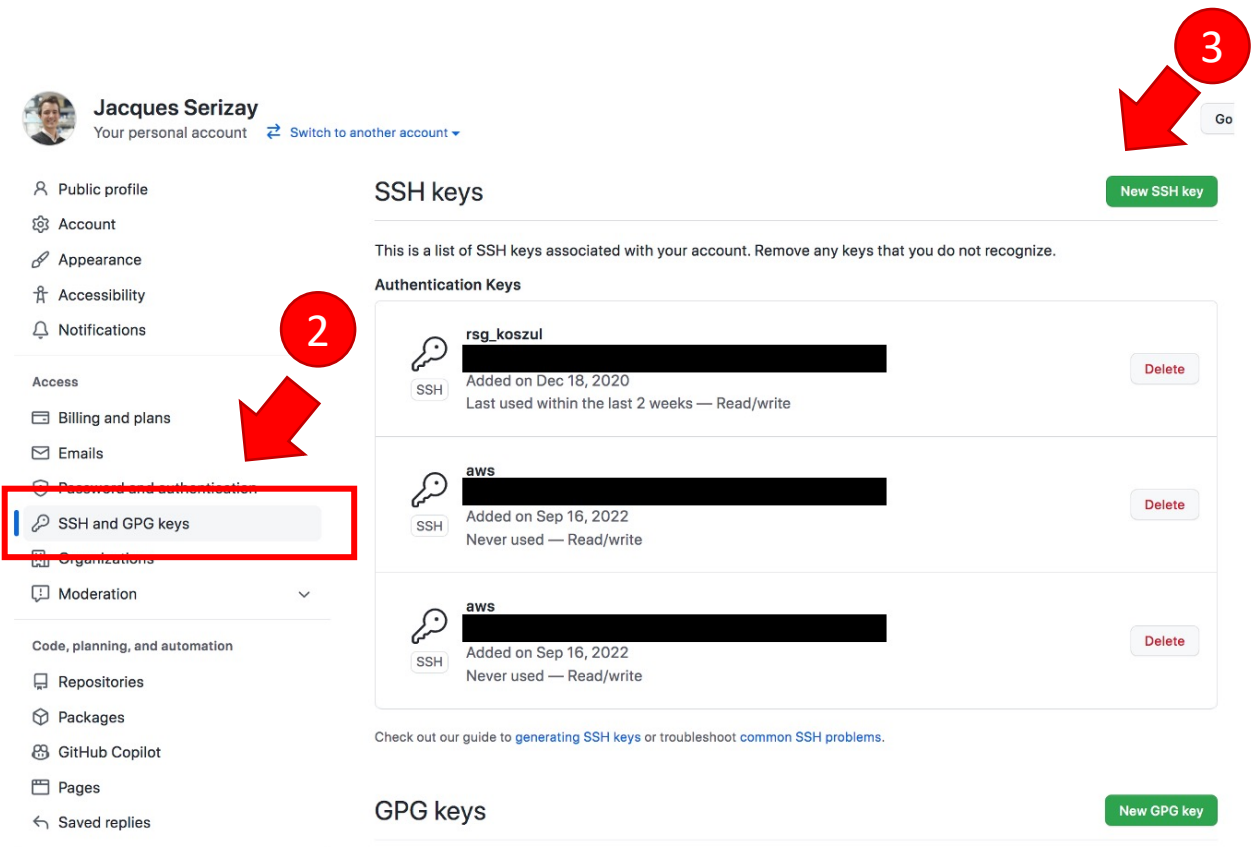 3
Jacques Serizay
Your personal account
Switch to another account
Go
Public profile
Account
Appearance
Accessibility
Notifications
2
Access
Billing and plans
Emails
Password and authentication
SSH and GPG keys
Organizations
Moderation
Code, planning, and automation
Repositories
Packages
GitHub Copilot
Pages
Saved replies
SSH keys
New SSH key
This is a list of SSH keys associated with your account. Remove any keys that you do not recognize.
Authentication Keys
rsg_koszul
SSH
Added on Dec 18, 2020
Last used within the last 2 weeks — Read/write
Delete
aws
SSH
Added on Sep 16, 2022
Never used — Read/write
Delete
aws
SSH
Added on Sep 16, 2022
Never used — Read/write
Delete
Check out our guide to generating SSH keys or troubleshoot common SSH problems.
GPG keys
New GPG key